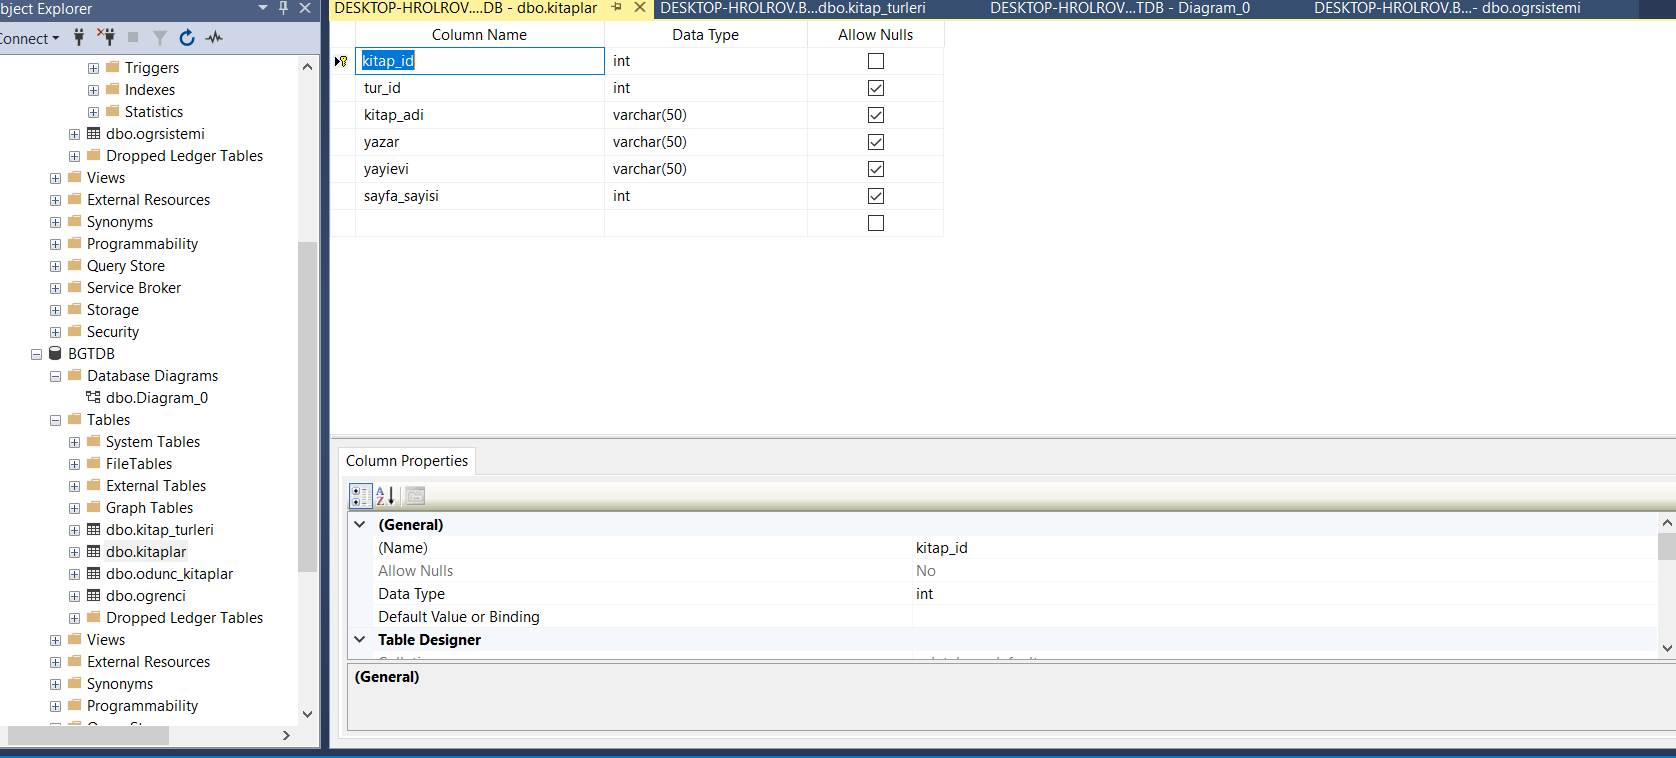 bject Explorer
onnect
Triggers
Indexes
Statistics
dbo.ogrsistemi
Dropped Ledger Tables
Views
External Resources
Synonyms
Programmability
Query Store
Service Broker
Storage
Security
BGTDB
Database Diagrams
dbo.Diagram_0
Tables
System Tables
FileTables
External Tables
Graph Tables
dbo.kitap_turleri
dbo.kitaplar
dbo.odunc_kitaplar
dbo.ogrenci
Dropped Ledger Tables
Views
External Resources
Synonyms
Programmability
DESKTOP-HROLROV....DB - dbo.kitaplar
DESKTOP-HROLROV.B...dbo.kitap_turleri
DESKTOP-HROLROV...TDB - Diagram_0
DESKTOP-HROLROV.B...- dbo.ogrsistemi
Column Name Data Type Allow Nulls
kitap_id int
tur_id int
kitap_adi varchar(50)
yazar varchar(50)
yayievi varchar(50)
sayfa_sayisi int
Column Properties
(General)
(Name) kitap_id
Allow Nulls No
Data Type int
Default Value or Binding
Table Designer
(General)